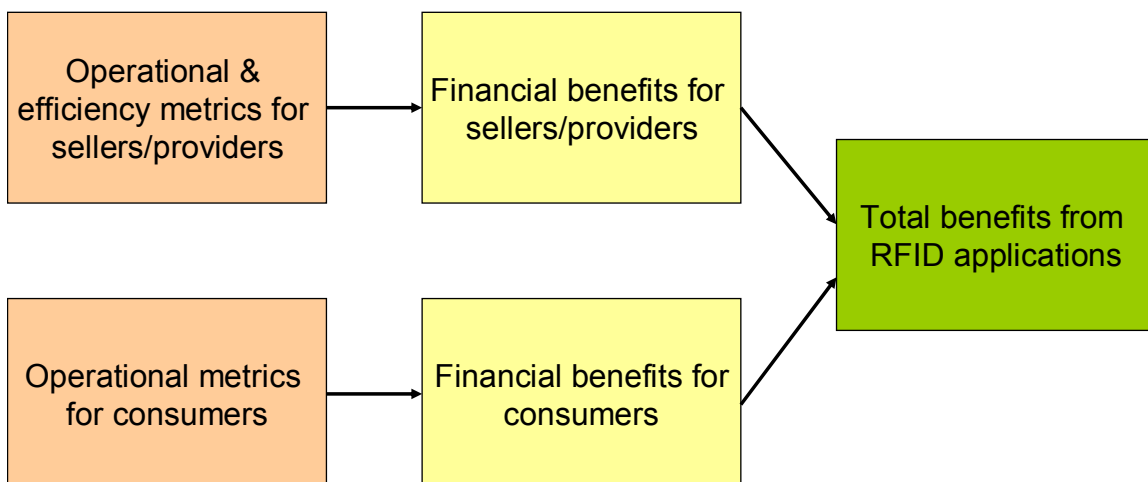 Operational &
efficiency metrics for
sellers/providers
Financial benefits for
sellers/providers
Total benefits from
RFID applications
Operational metrics
for consumers
Financial benefits for
consumers